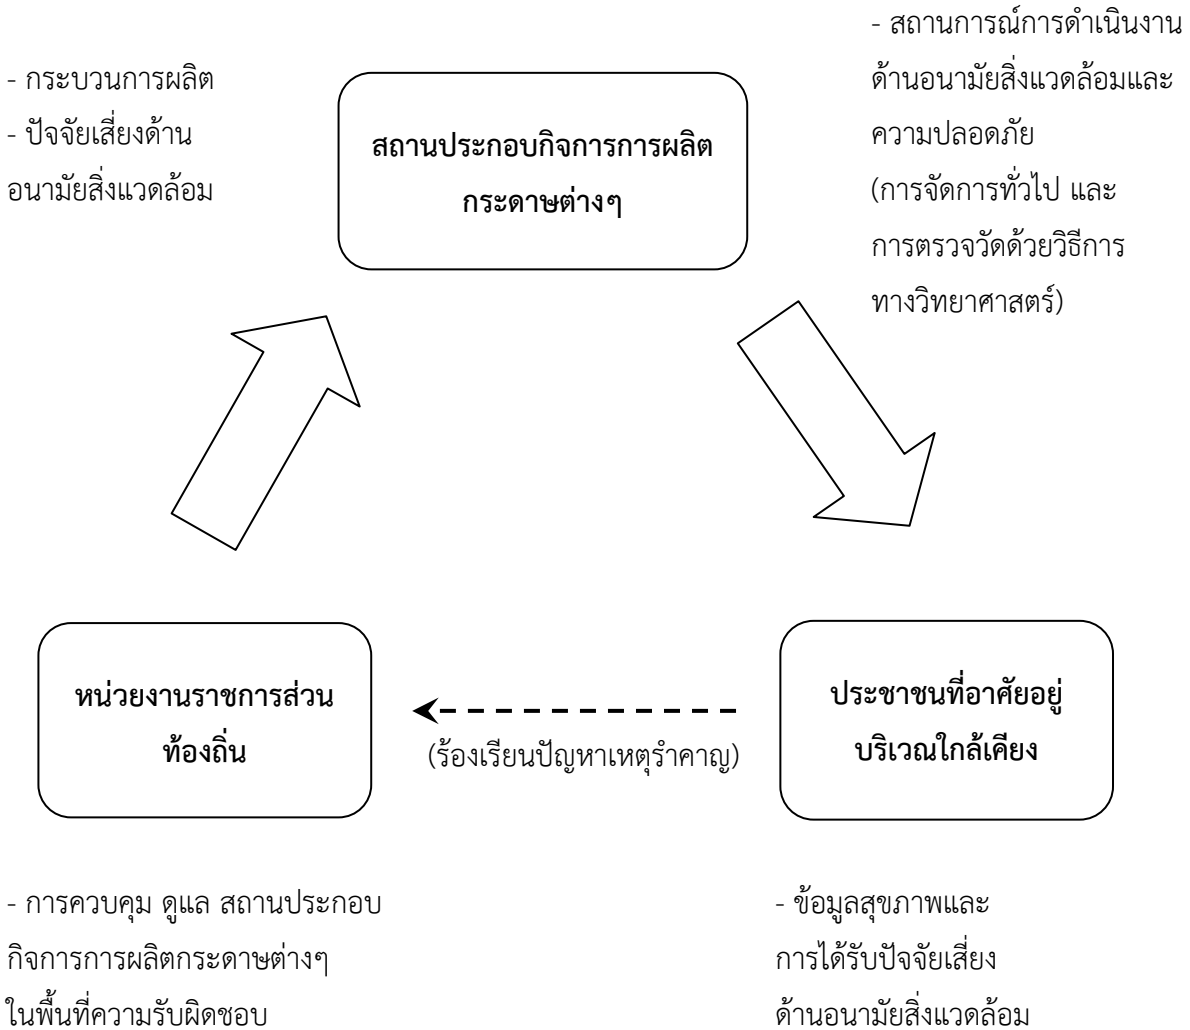 - กระบวนการผลิต
- ปัจจัยเสี่ยงด้าน
อนามัยสิ่งแวดล้อม
สถานประกอบกิจการการผลิต
กระดาษต่างๆ
- สถานการณ์การดำเนินงาน
ด้านอนามัยสิ่งแวดล้อมและ
ความปลอดภัย
(การจัดการทั่วไป และ
การตรวจวัดด้วยวิธีการ
ทางวิทยาศาสตร์)
หน่วยงานราชการส่วน
ท้องถิ่น
(ร้องเรียนปัญหาเหตุรำคาญ)
ประชาชนที่อาศัยอยู่
บริเวณใกล้เคียง
- การควบคุม ดูแล สถานประกอบ
กิจการการผลิตกระดาษต่างๆ
ในพื้นที่ความรับผิดชอบ
- ข้อมูลสุขภาพและ
การได้รับปัจจัยเสี่ยง
ด้านอนามัยสิ่งแวดล้อม